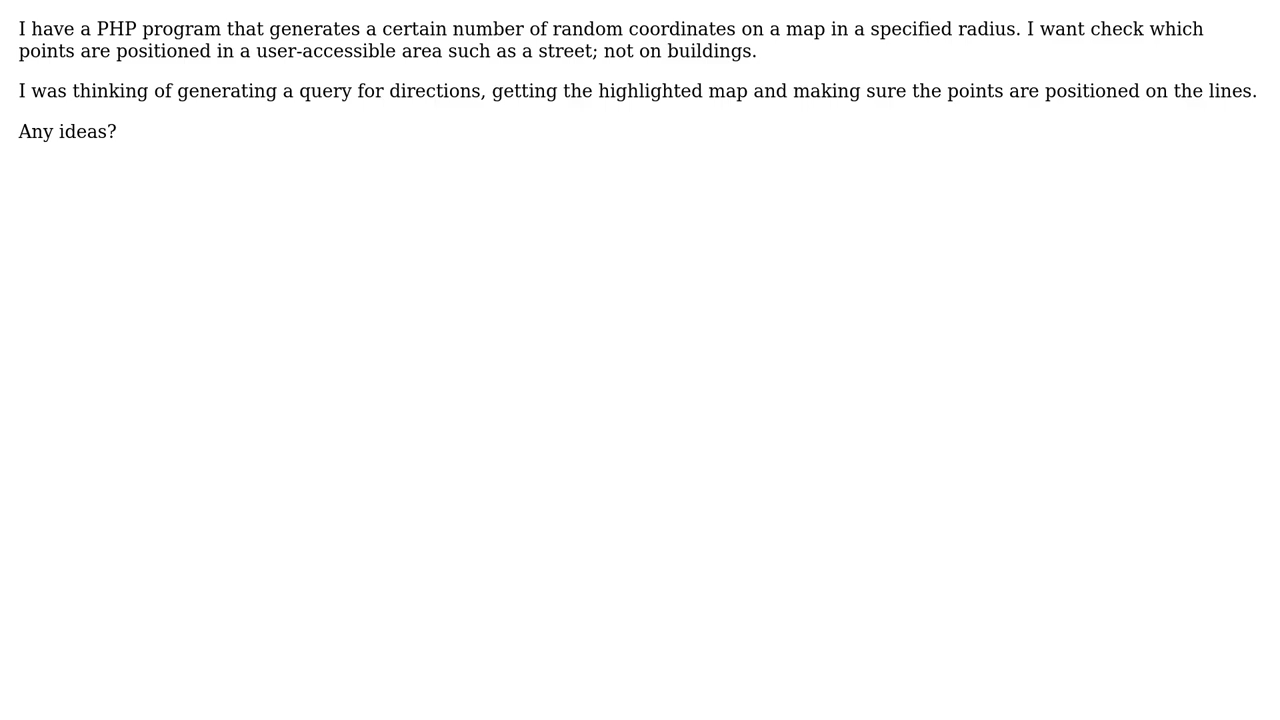 I have a PHP program that generates a certain number of random coordinates on a map in a specified radius. I want check which
points are positioned in a user-accessible area such as a street; not on buildings.
I was thinking of generating a query for directions, getting the highlighted map and making sure the points are positioned on the lines.
Any ideas?